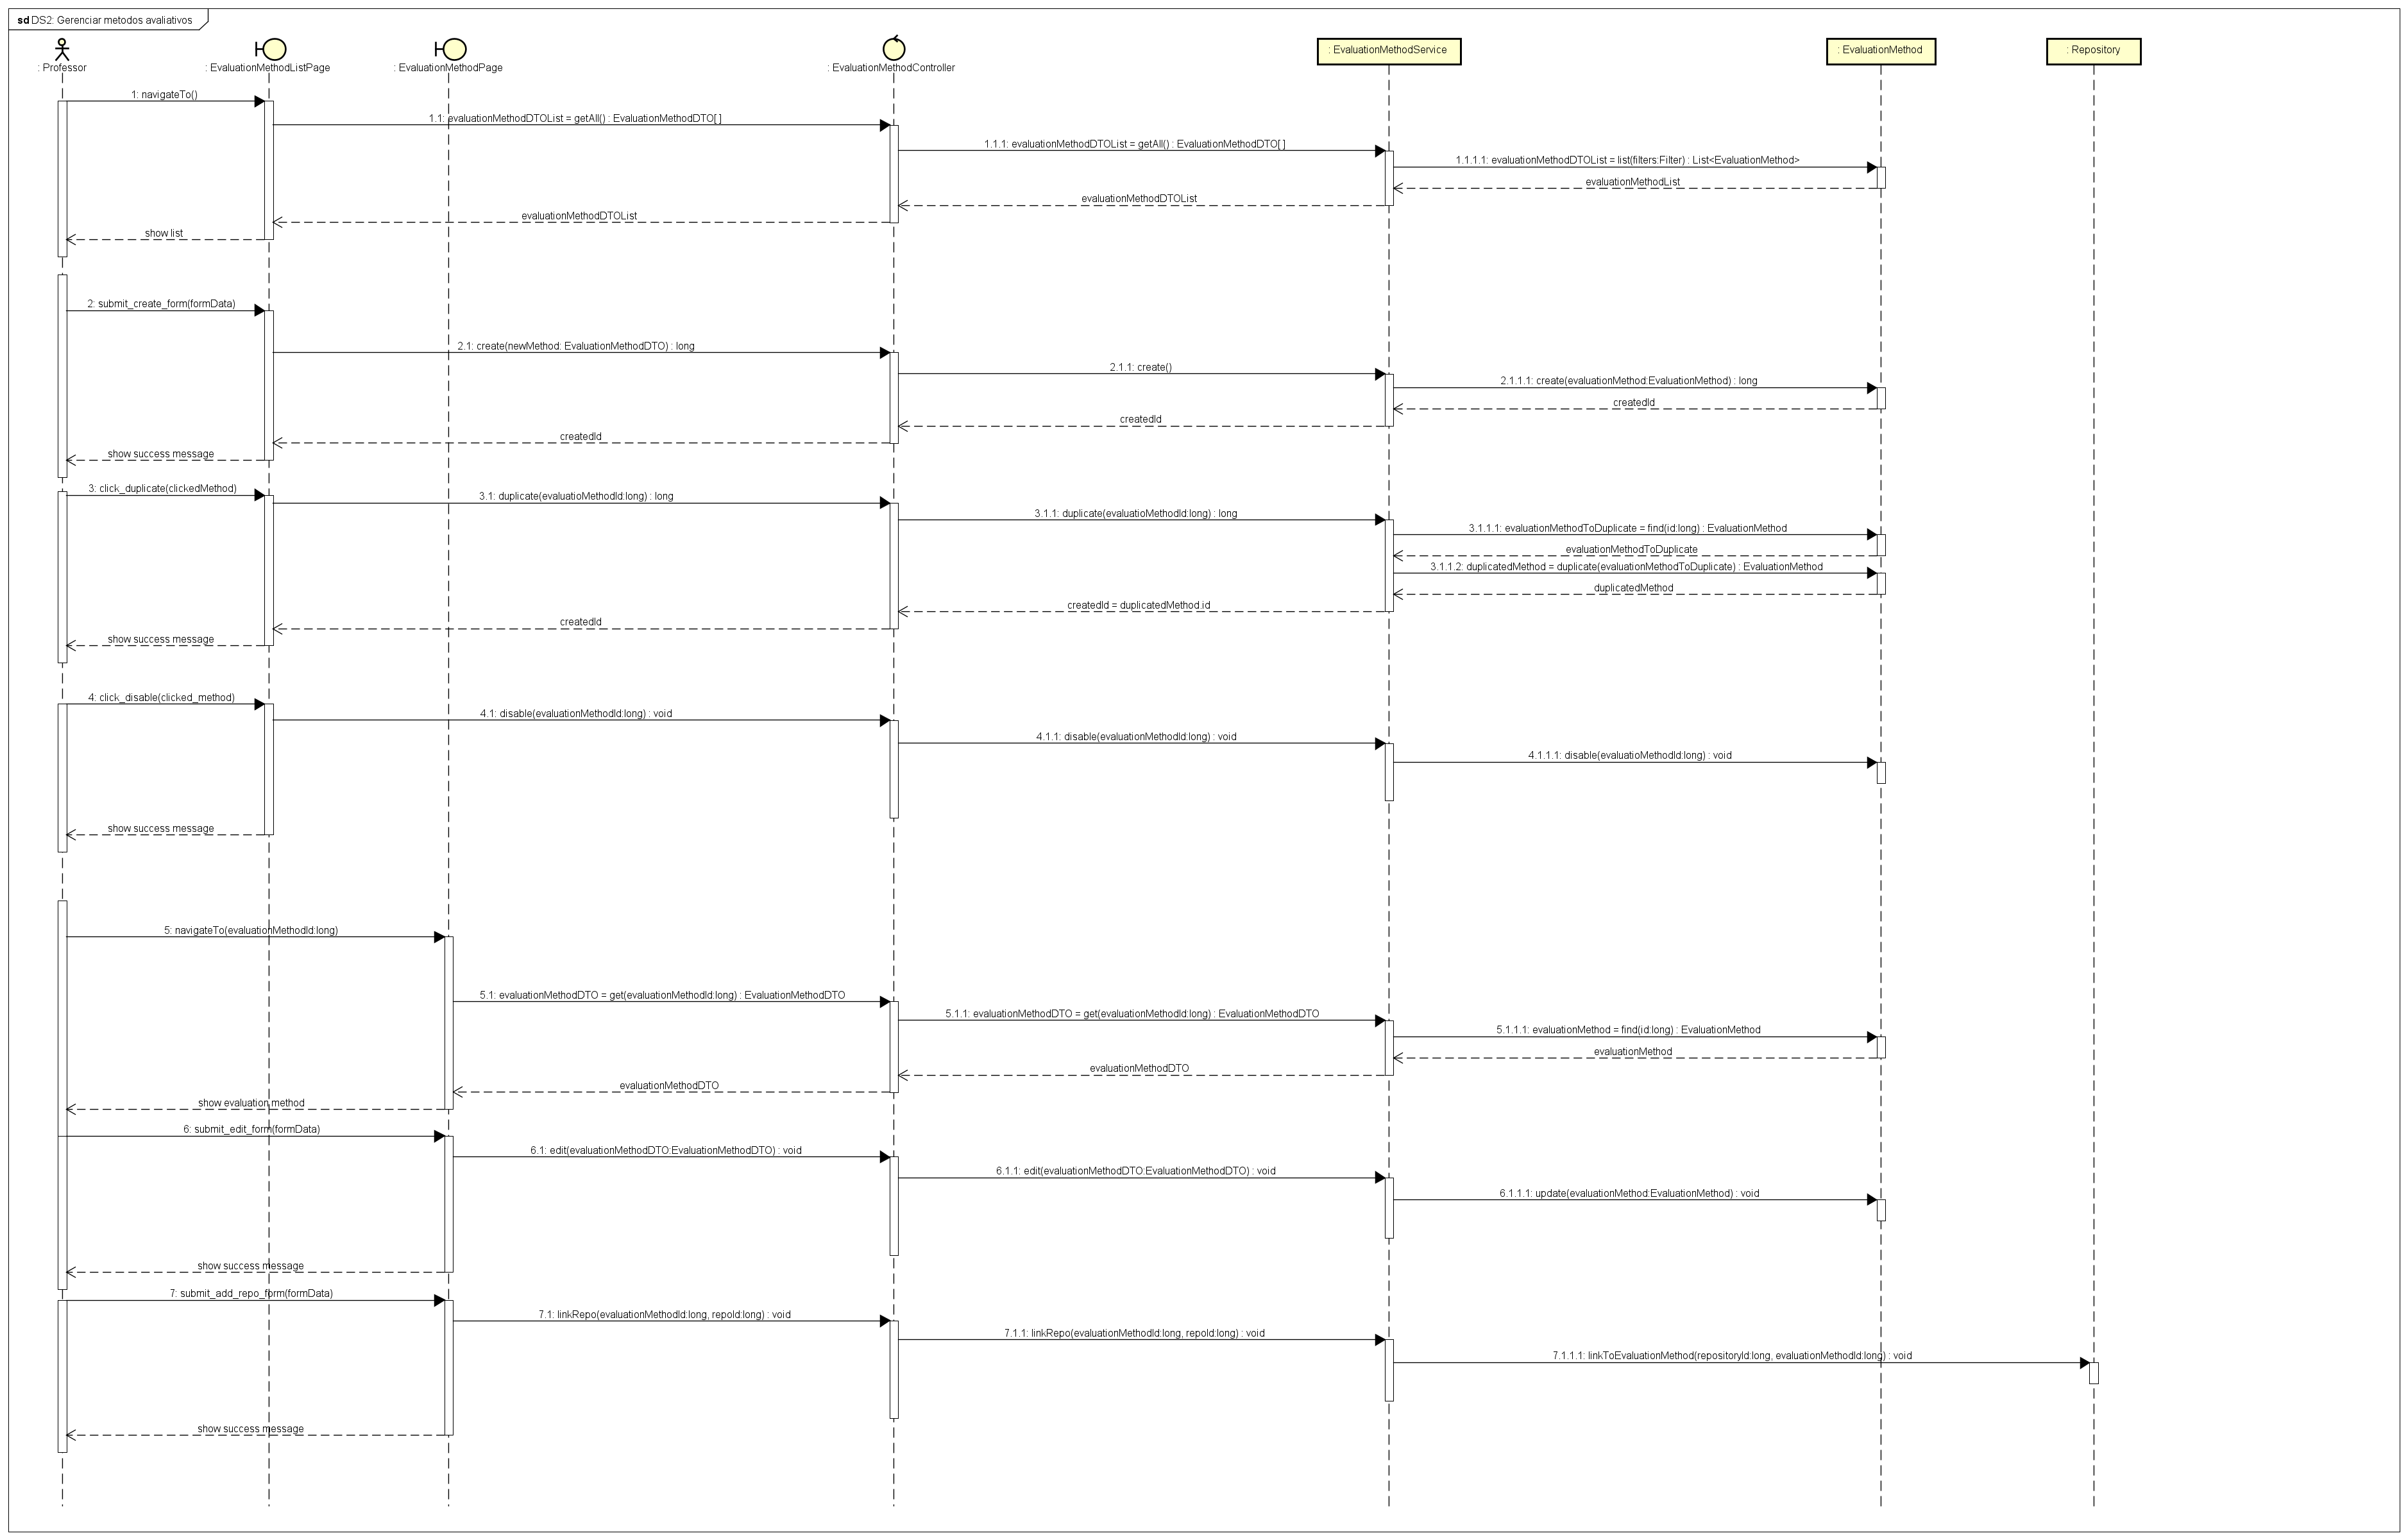 sd DS2: Gerenciar metodos avaliativos
: Professor
: EvaluationMethodListPage
: EvaluationMethodPage
: EvaluationMethodController
: EvaluationMethodService
: EvaluationMethod
: Repository
1: navigateTo()
1.1: evaluationMethodDTOList = getAll() : EvaluationMethodDTO[ ]
1.1.1: evaluationMethodDTOList = getAll() : EvaluationMethodDTO[ ]
1.1.1.1: evaluationMethodDTOList = list(filters:Filter) : List<EvaluationMethod>
evaluationMethodList
evaluationMethodDTOList
evaluationMethodDTOList
show list
2: submit_create_form(formData)
2.1: create(newMethod: EvaluationMethodDTO) : long
2.1.1: create()
2.1.1.1: create(evaluationMethod:EvaluationMethod) : long
createdId
createdId
createdId
show success message
3: click_duplicate(clickedMethod)
3.1: duplicate(evaluatioMethodId:long) : long
3.1.1: duplicate(evaluatioMethodId:long) : long
3.1.1.1: evaluationMethodToDuplicate = find(id:long) : EvaluationMethod
evaluationMethodToDuplicate
3.1.1.2: duplicatedMethod = duplicate(evaluationMethodToDuplicate) : EvaluationMethod
duplicatedMethod
createdId = duplicatedMethod.id
createdId
show success message
4: click_disable(clicked_method)
4.1: disable(evaluationMethodId:long) : void
4.1.1: disable(evaluationMethodId:long) : void
4.1.1.1: disable(evaluatioMethodId:long) : void
show success message
5: navigateTo(evaluationMethodId:long)
5.1: evaluationMethodDTO = get(evaluationMethodId:long) : EvaluationMethodDTO
5.1.1: evaluationMethodDTO = get(evaluationMethodId:long) : EvaluationMethodDTO
5.1.1.1: evaluationMethod = find(id:long) : EvaluationMethod
evaluationMethod
evaluationMethodDTO
evaluationMethodDTO
show evaluation method
6: submit_edit_form(formData)
6.1: edit(evaluationMethodDTO:EvaluationMethodDTO) : void
6.1.1: edit(evaluationMethodDTO:EvaluationMethodDTO) : void
6.1.1.1: update(evaluationMethod:EvaluationMethod) : void
show success message
7: submit_add_repo_form(formData)
7.1: linkRepo(evaluationMethodId:long, repoId:long) : void
7.1.1: linkRepo(evaluationMethodId:long, repoId:long) : void
7.1.1.1: linkToEvaluationMethod(repositoryId:long, evaluationMethodId:long) : void
show success message